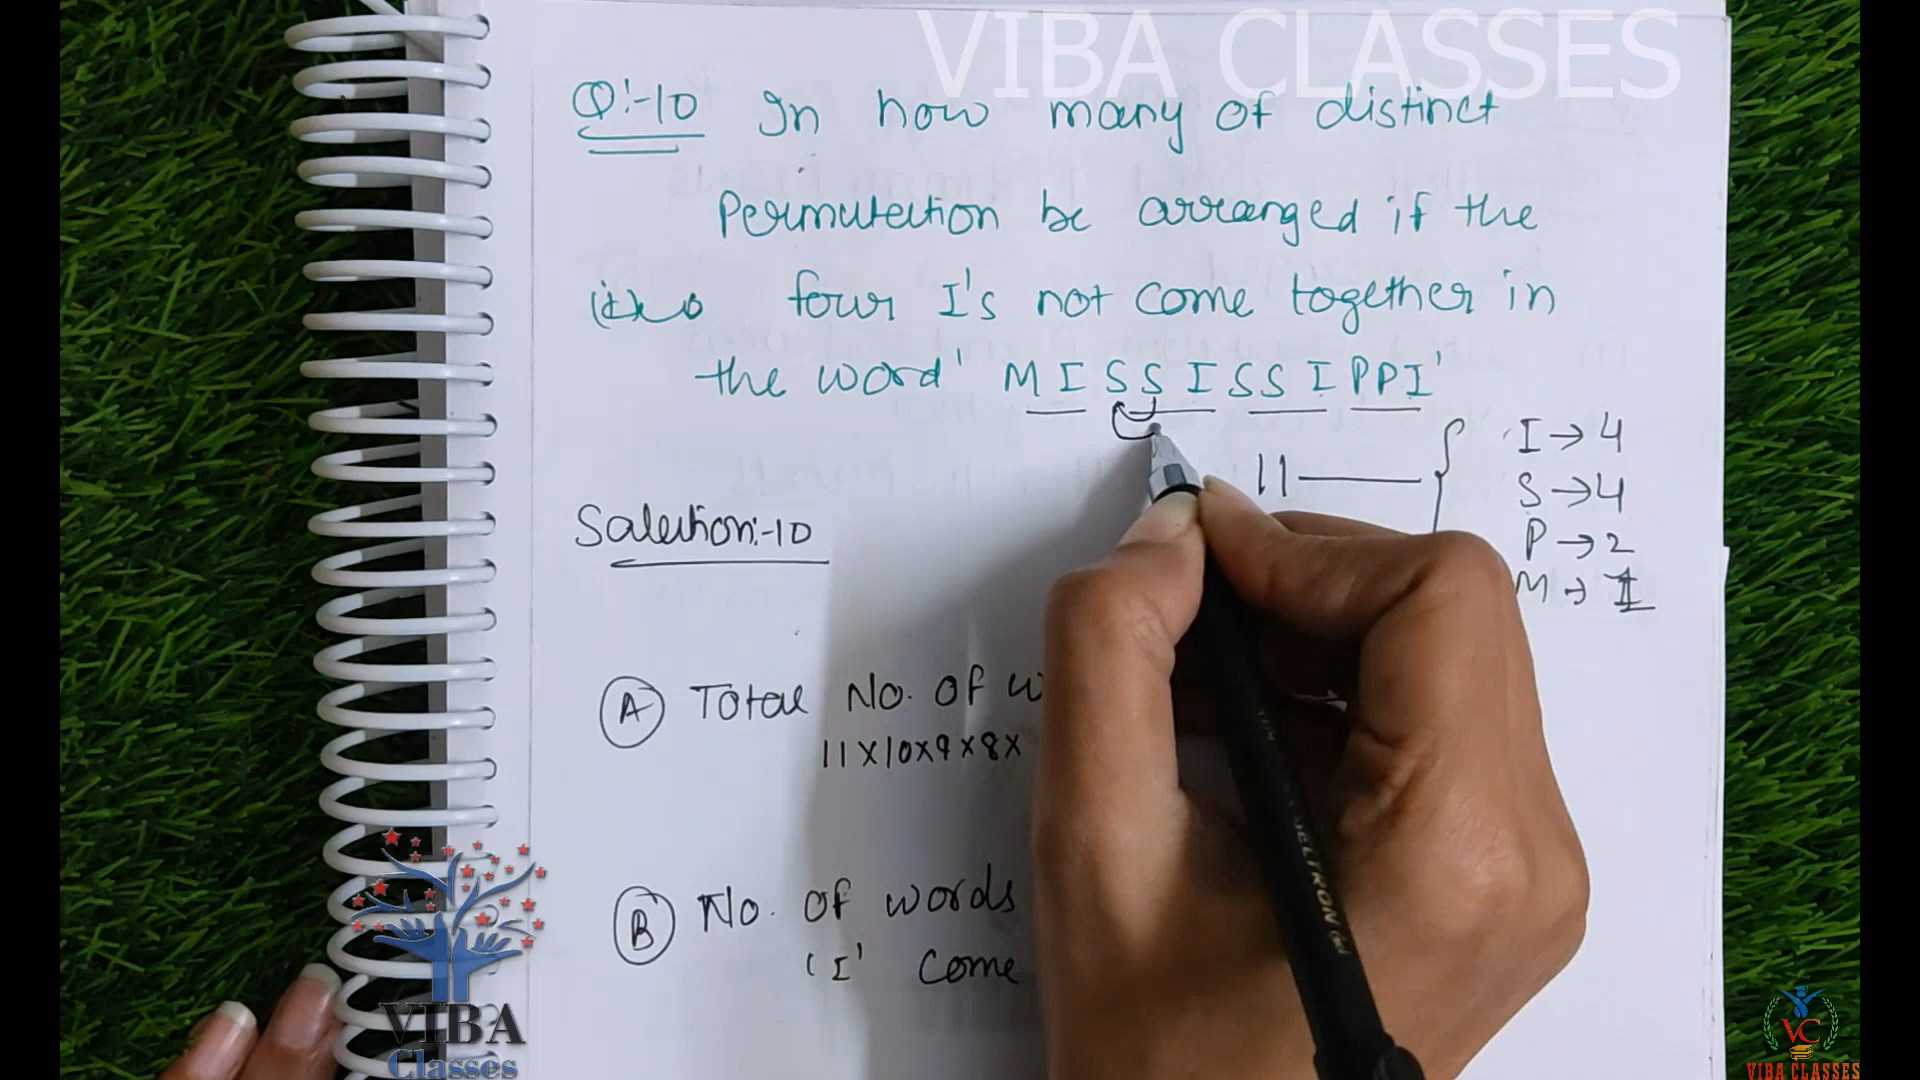 VIBA CLASSES
Q:-10 In how many of distinct
Permutation be arranged if the
four I's not come together in
the word 'MISSISSIPPI'
I → 4
11
S → 4
P → 2
M → 1
Solution:-10
(A) Total No. of
11×10×9×8×
(B) No. of words
'I' come
VIBA
Classes
VC
VIBA CLASSES